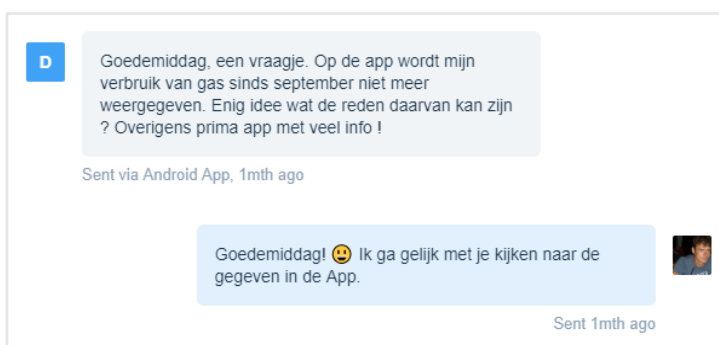 D
Goedemiddag, een vraagje. Op de app wordt mijn
verbruik van gas sinds september niet meer
weergegeven. Enig idee wat de reden daarvan kan zijn
? Overigens prima app met veel info !
Sent via Android App, 1mth ago
Goedemiddag! 😃 Ik ga gelijk met je kijken naar de
gegeven in de App.
Sent 1mth ago